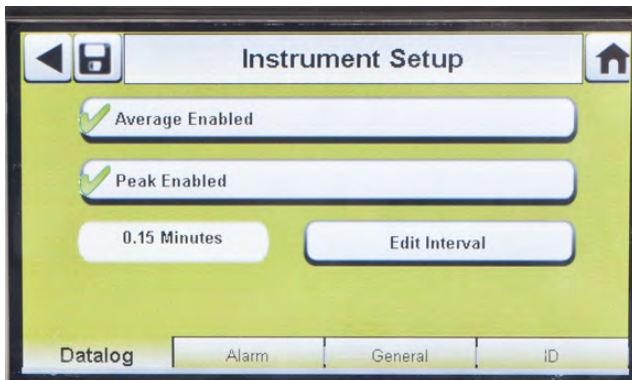 Instrument Setup
Average Enabled
Peak Enabled
0.15 Minutes Edit Interval
Datalog Alarm General ID